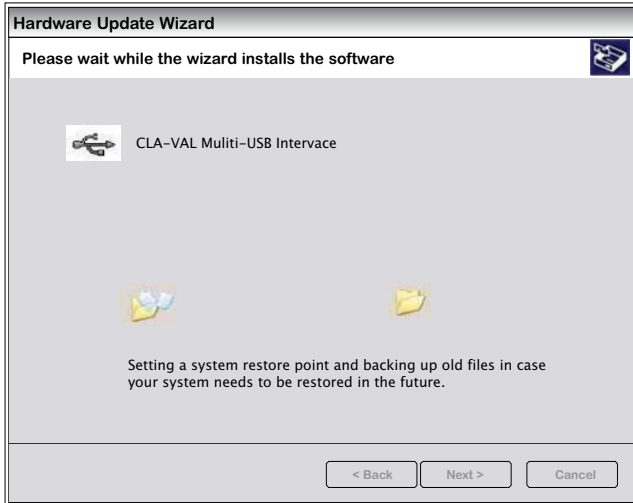 Hardware Update Wizard
Please wait while the wizard installs the software
CLA-VAL Muliti-USB Intervace
Setting a system restore point and backing up old files in case
your system needs to be restored in the future.
< Back
Next >
Cancel